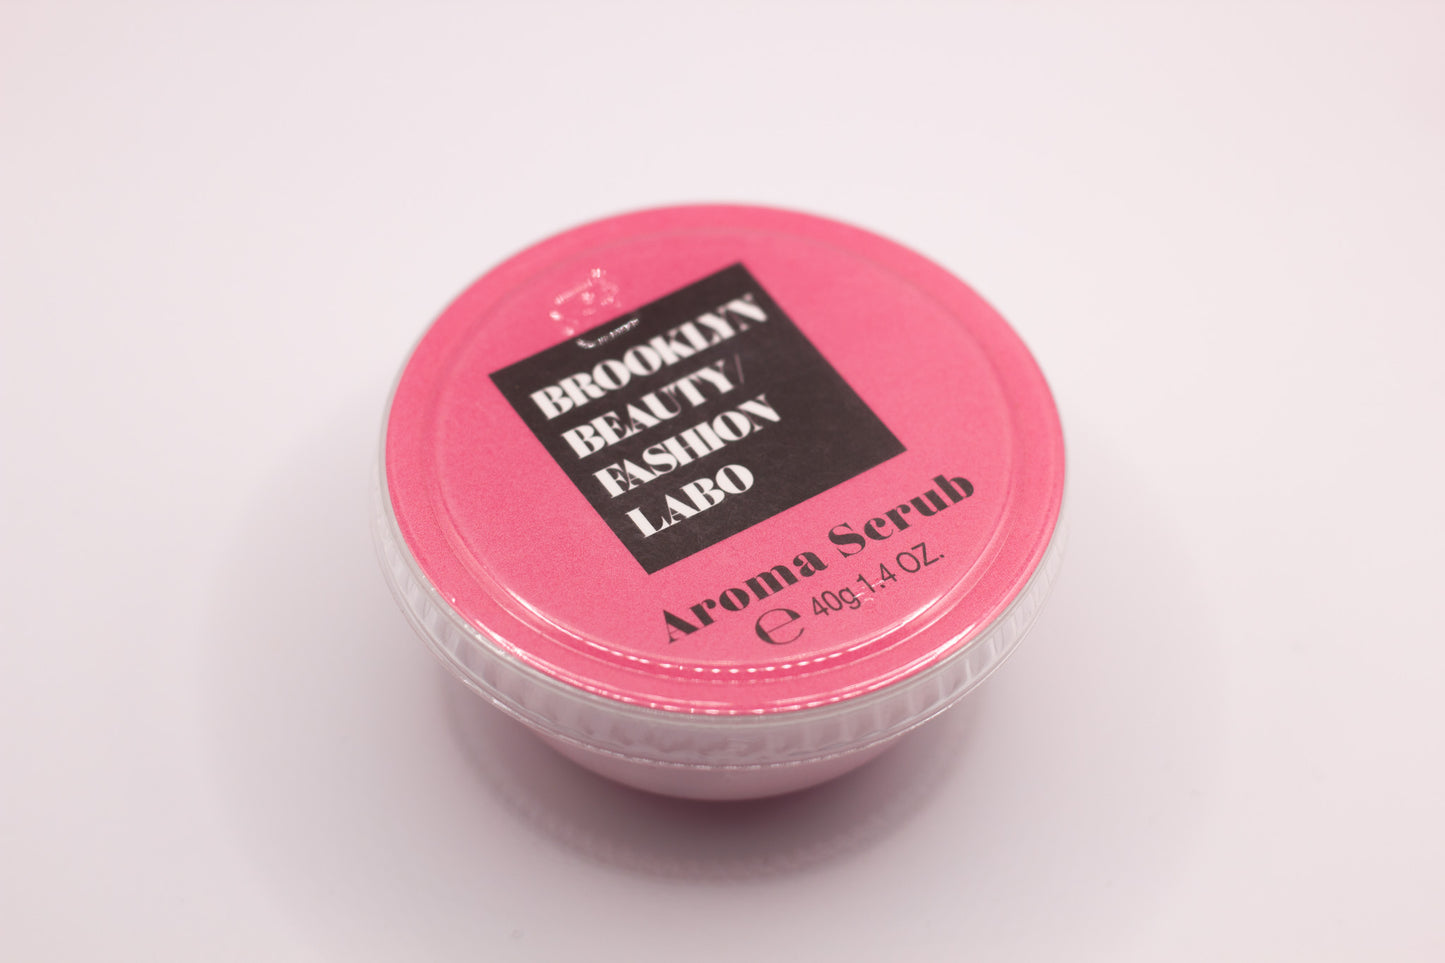 BROOKLYN
BEAUTY/
FASHION
LABO
Aroma Scrub
℮ 40g 1.4 OZ.